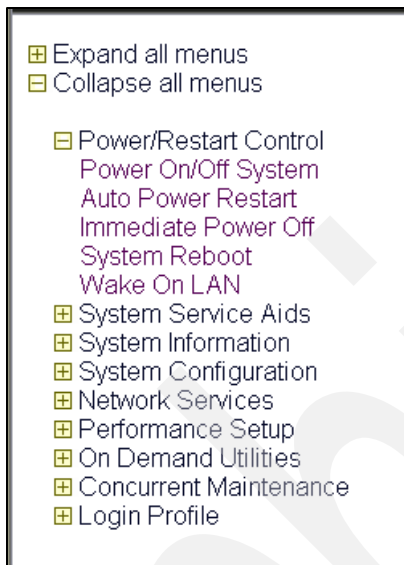 Expand all menus
Collapse all menus
Power/Restart Control
Power On/Off System
Auto Power Restart
Immediate Power Off
System Reboot
Wake On LAN
System Service Aids
System Information
System Configuration
Network Services
Performance Setup
On Demand Utilities
Concurrent Maintenance
Login Profile